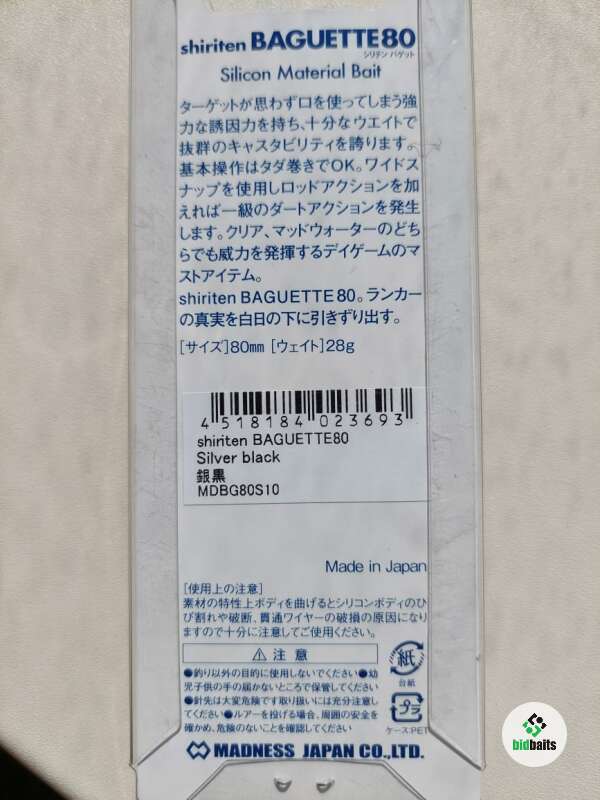 shiriten BAGUETTE80
シリテン バゲット
Silicon Material Bait
ターゲットが思わず口を使ってしまう強
力な誘因力を持ち、十分なウエイトで
抜群のキャスタビリティを誇ります。
基本操作はタダ巻きでOK。ワイドス
ナップを使用しロッドアクションを加
えれば一級のダートアクションを発生
します。クリア、マッドウォーターのどち
らでも威力を発揮するデイゲームのマ
ストアイテム。
shiriten BAGUETTE80。ランカー
の真実を白日の下に引きずり出す。
[サイズ]80mm [ウェイト]28g
4 518184 023693
shiriten BAGUETTE80
Silver black
銀黒
MDBG80S10
Made in Japan
[使用上の注意]
素材の特性上ボディを曲げるとシリコンボディのひ
び割れや破断、貫通ワイヤーの破損の原因になり
ますので十分に注意してご使用ください。
⚠注意
●釣り以外の目的に使用しないでください●幼
児子供の手の届かないところで保管してください
●針先は大変危険です取り扱いには充分注意し
てください●ルアーを投げる場合、周囲の安全を
確かめ、危険のないことを確認してください
紙
台紙
プラ
ケース:PET
MADNESS JAPAN CO.,LTD.
bidbaits